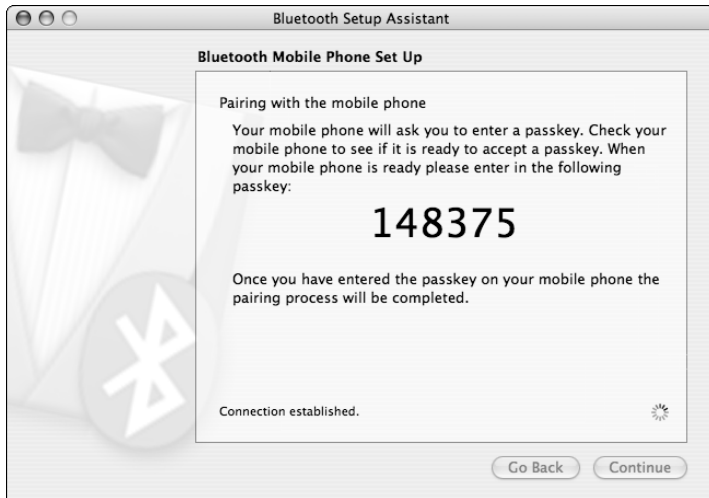 Bluetooth Setup Assistant
Bluetooth Mobile Phone Set Up
Pairing with the mobile phone
Your mobile phone will ask you to enter a passkey. Check your
mobile phone to see if it is ready to accept a passkey. When
your mobile phone is ready please enter in the following
passkey:
148375
Once you have entered the passkey on your mobile phone the
pairing process will be completed.
Connection established.
Go Back
Continue